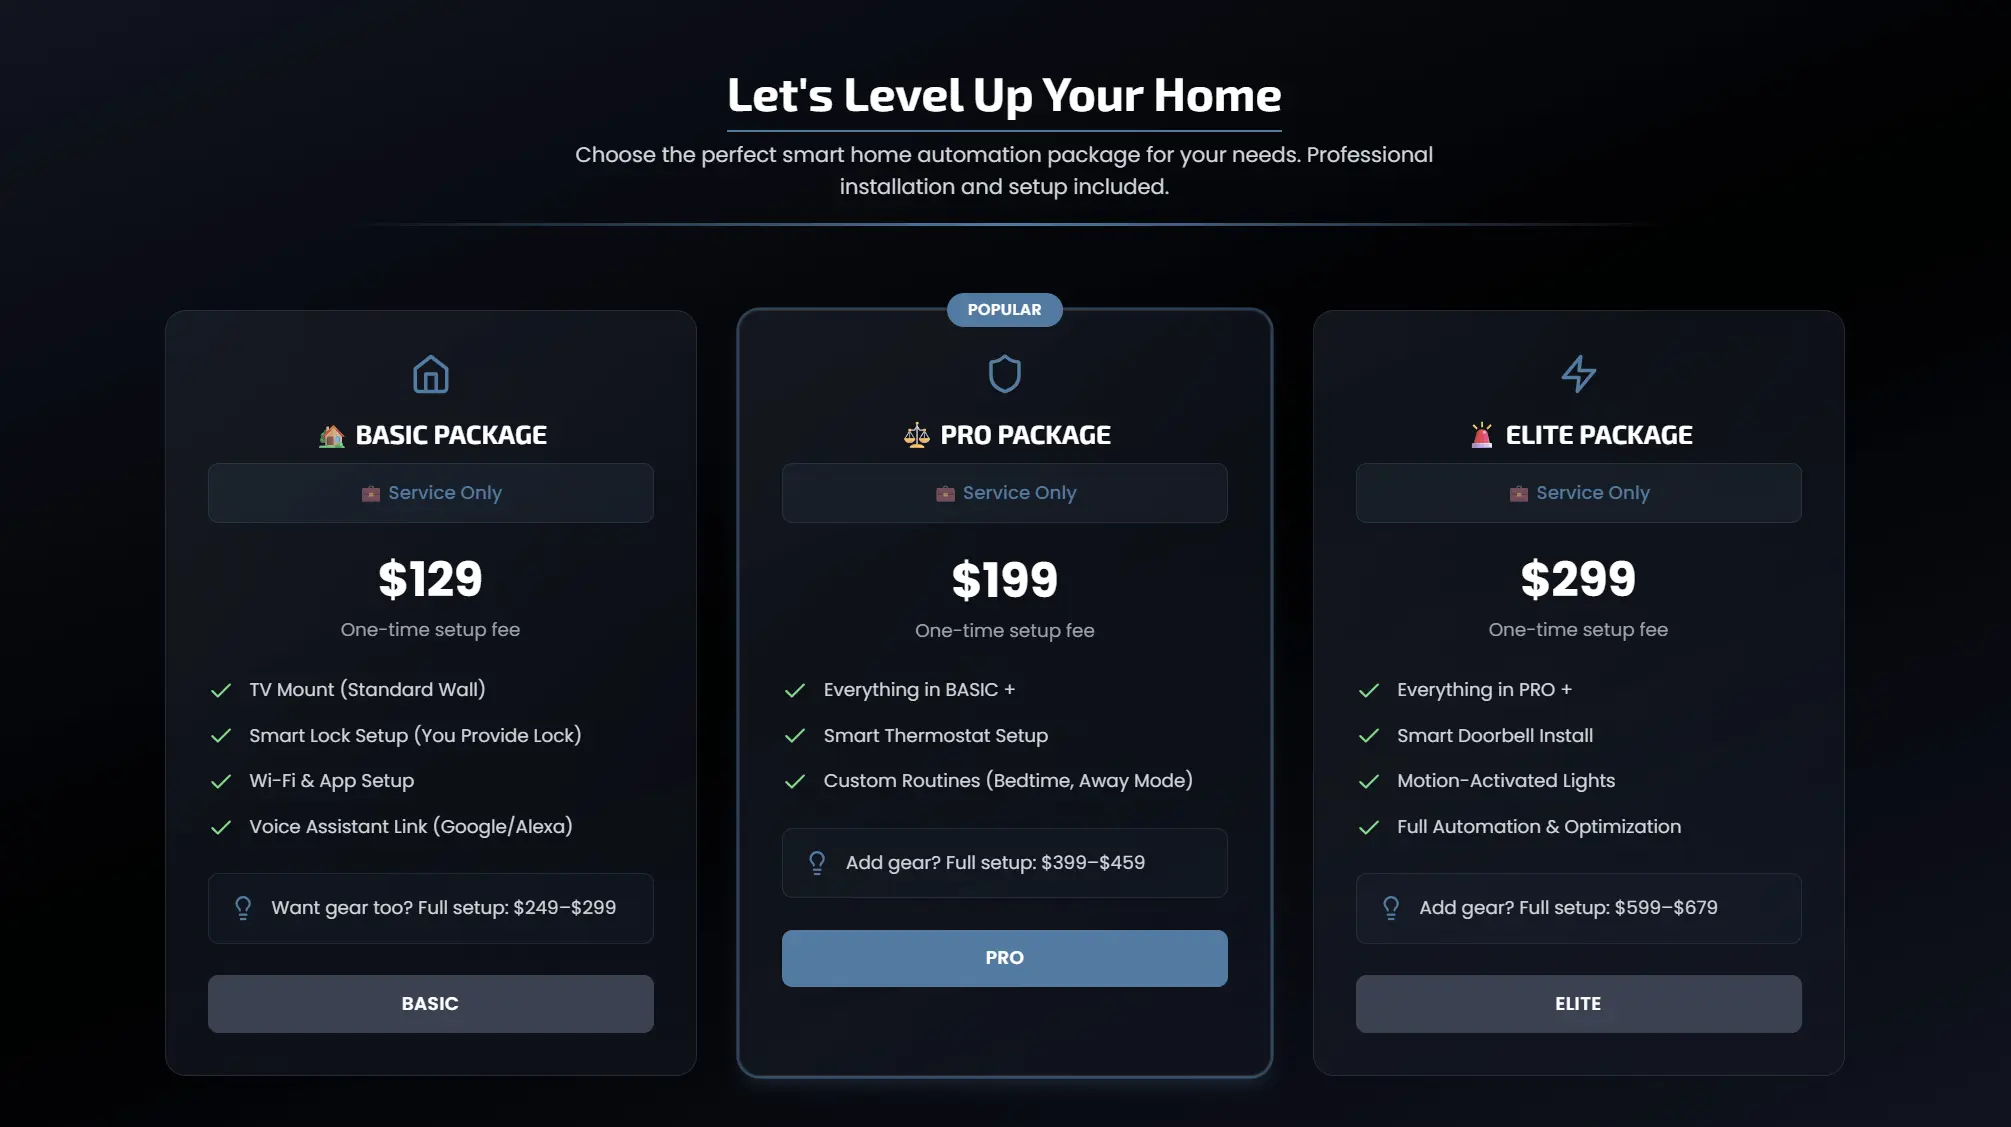 Let's Level Up Your Home
Choose the perfect smart home automation package for your needs. Professional
installation and setup included.
BASIC PACKAGE
Service Only
$129
One-time setup fee
TV Mount (Standard Wall)
Smart Lock Setup (You Provide Lock)
Wi-Fi & App Setup
Voice Assistant Link (Google/Alexa)
Want gear too? Full setup: $249–$299
BASIC
POPULAR
PRO PACKAGE
Service Only
$199
One-time setup fee
Everything in BASIC +
Smart Thermostat Setup
Custom Routines (Bedtime, Away Mode)
Add gear? Full setup: $399–$459
PRO
ELITE PACKAGE
Service Only
$299
One-time setup fee
Everything in PRO +
Smart Doorbell Install
Motion-Activated Lights
Full Automation & Optimization
Add gear? Full setup: $599–$679
ELITE